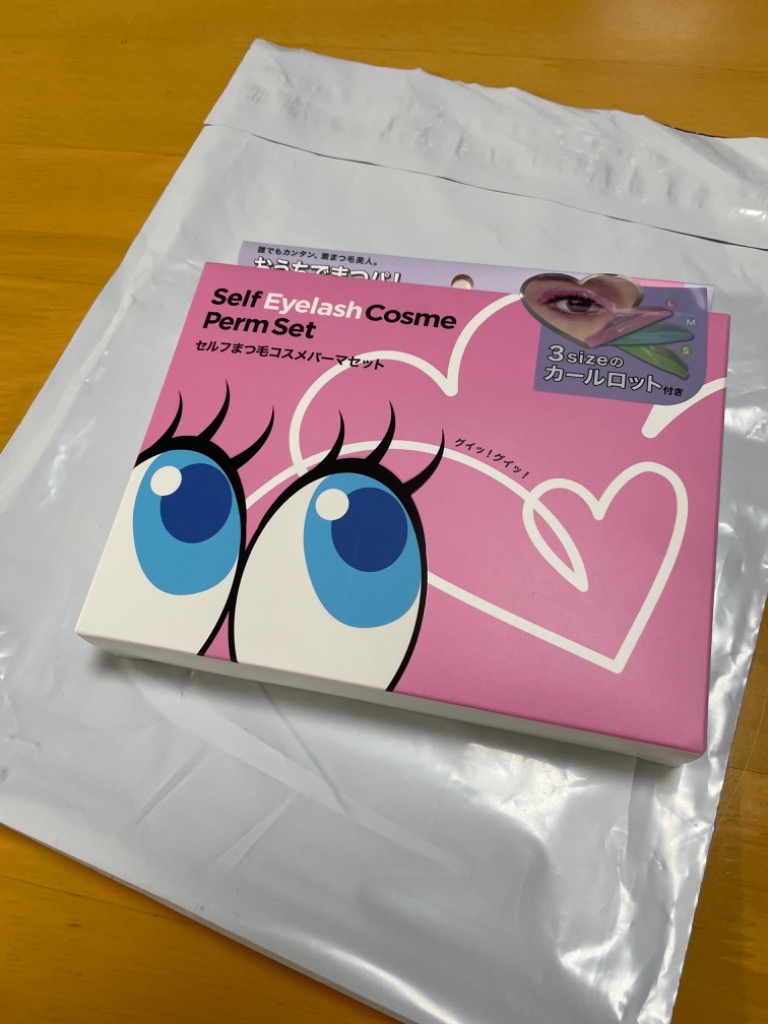 誰でもカンタン、素まつ毛美人。
おうちでまつパ!
Self Eyelash Cosme
Perm Set
セルフまつ毛コスメパーマセット
L
M
S
3sizeの
カールロット付き
グイッ!グイッ!